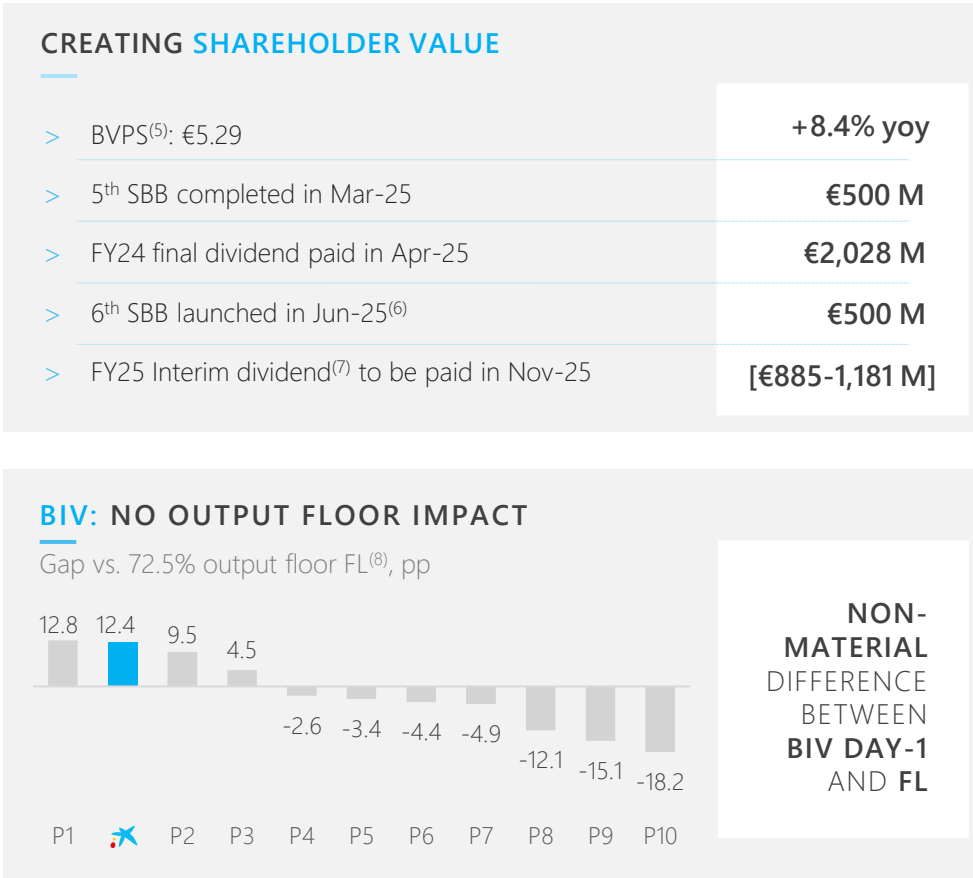 CREATING SHAREHOLDER VALUE
> BVPS(5): €5.29 +8.4% yoy
> 5th SBB completed in Mar-25 €500 M
> FY24 final dividend paid in Apr-25 €2,028 M
> 6th SBB launched in Jun-25(6) €500 M
> FY25 Interim dividend(7) to be paid in Nov-25 [€885-1,181 M]
BIV: NO OUTPUT FLOOR IMPACT
Gap vs. 72.5% output floor FL(8), pp
12.8 12.4 9.5 4.5 -2.6 -3.4 -4.4 -4.9 -12.1 -15.1 -18.2
P1 P2 P3 P4 P5 P6 P7 P8 P9 P10
NON-
MATERIAL
DIFFERENCE
BETWEEN
BIV DAY-1
AND FL